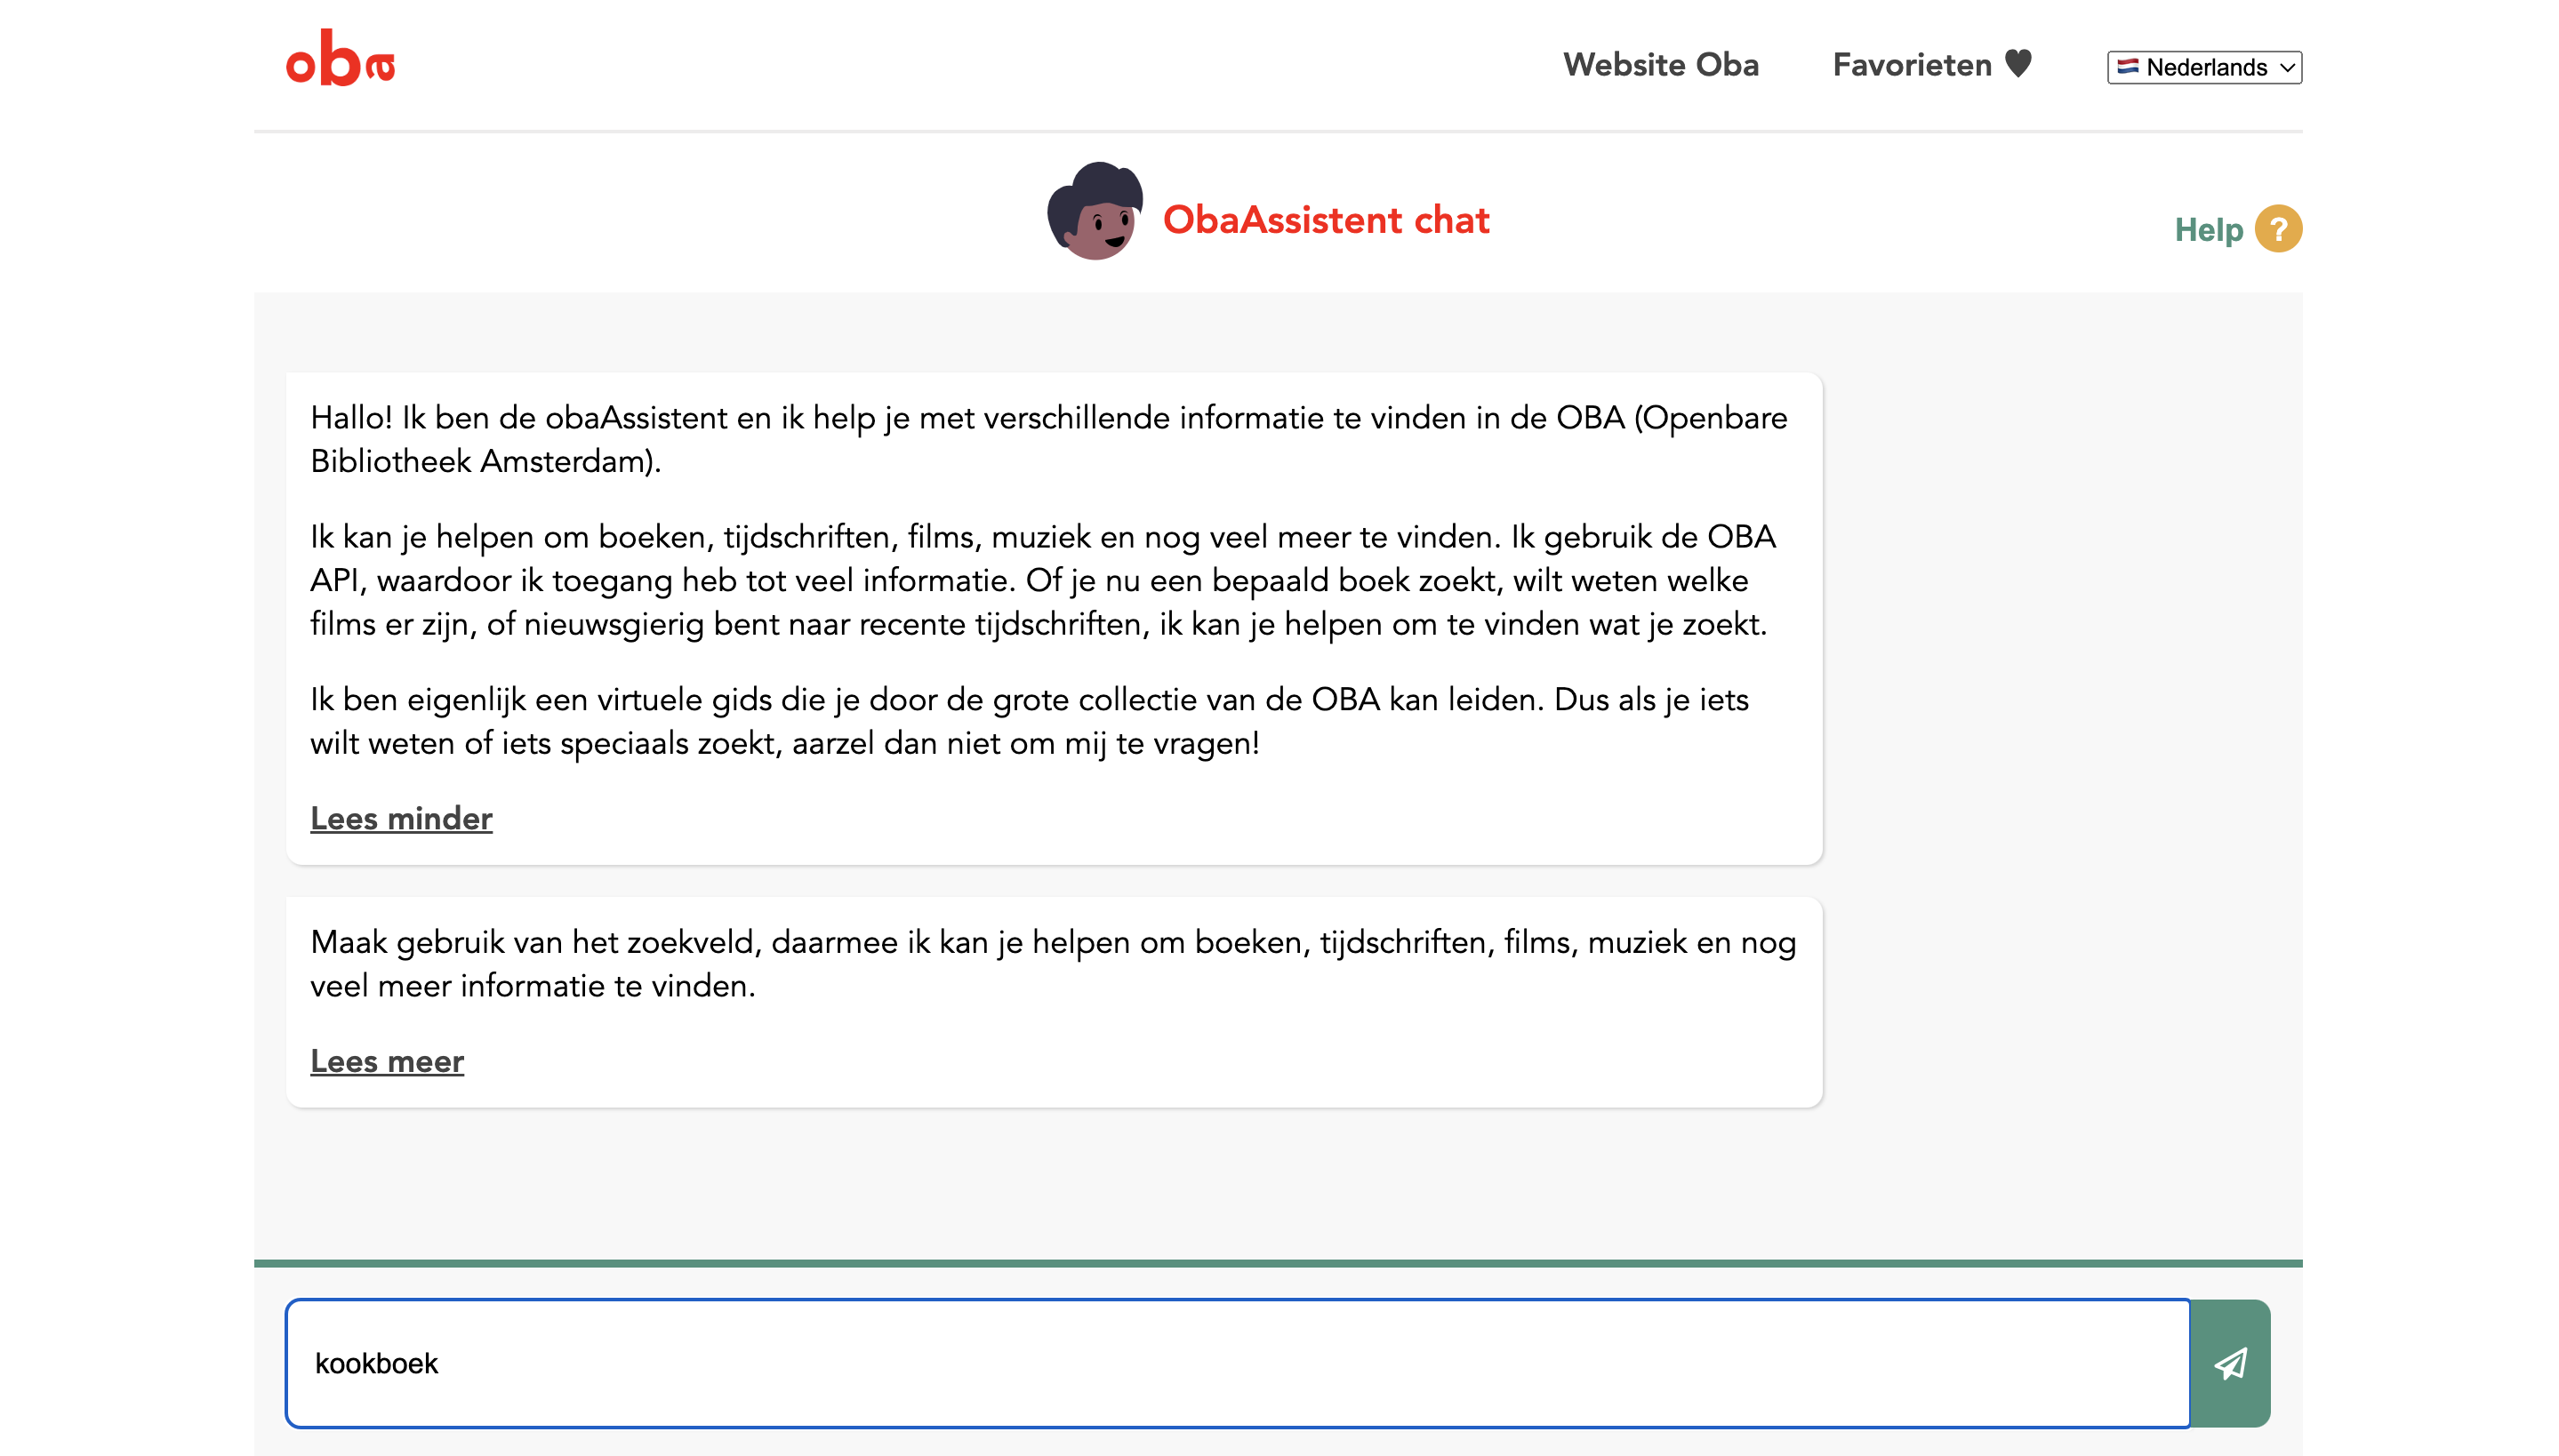 oba
Website Oba
Favorieten
Nederlands
ObaAssistent chat
Help ?
Hallo! Ik ben de obaAssistent en ik help je met verschillende informatie te vinden in de OBA (Openbare
Bibliotheek Amsterdam).
Ik kan je helpen om boeken, tijdschriften, films, muziek en nog veel meer te vinden. Ik gebruik de OBA
API, waardoor ik toegang heb tot veel informatie. Of je nu een bepaald boek zoekt, wilt weten welke
films er zijn, of nieuwsgierig bent naar recente tijdschriften, ik kan je helpen om te vinden wat je zoekt.
Ik ben eigenlijk een virtuele gids die je door de grote collectie van de OBA kan leiden. Dus als je iets
wilt weten of iets speciaals zoekt, aarzel dan niet om mij te vragen!
Lees minder
Maak gebruik van het zoekveld, daarmee ik kan je helpen om boeken, tijdschriften, films, muziek en nog
veel meer informatie te vinden.
Lees meer
kookboek